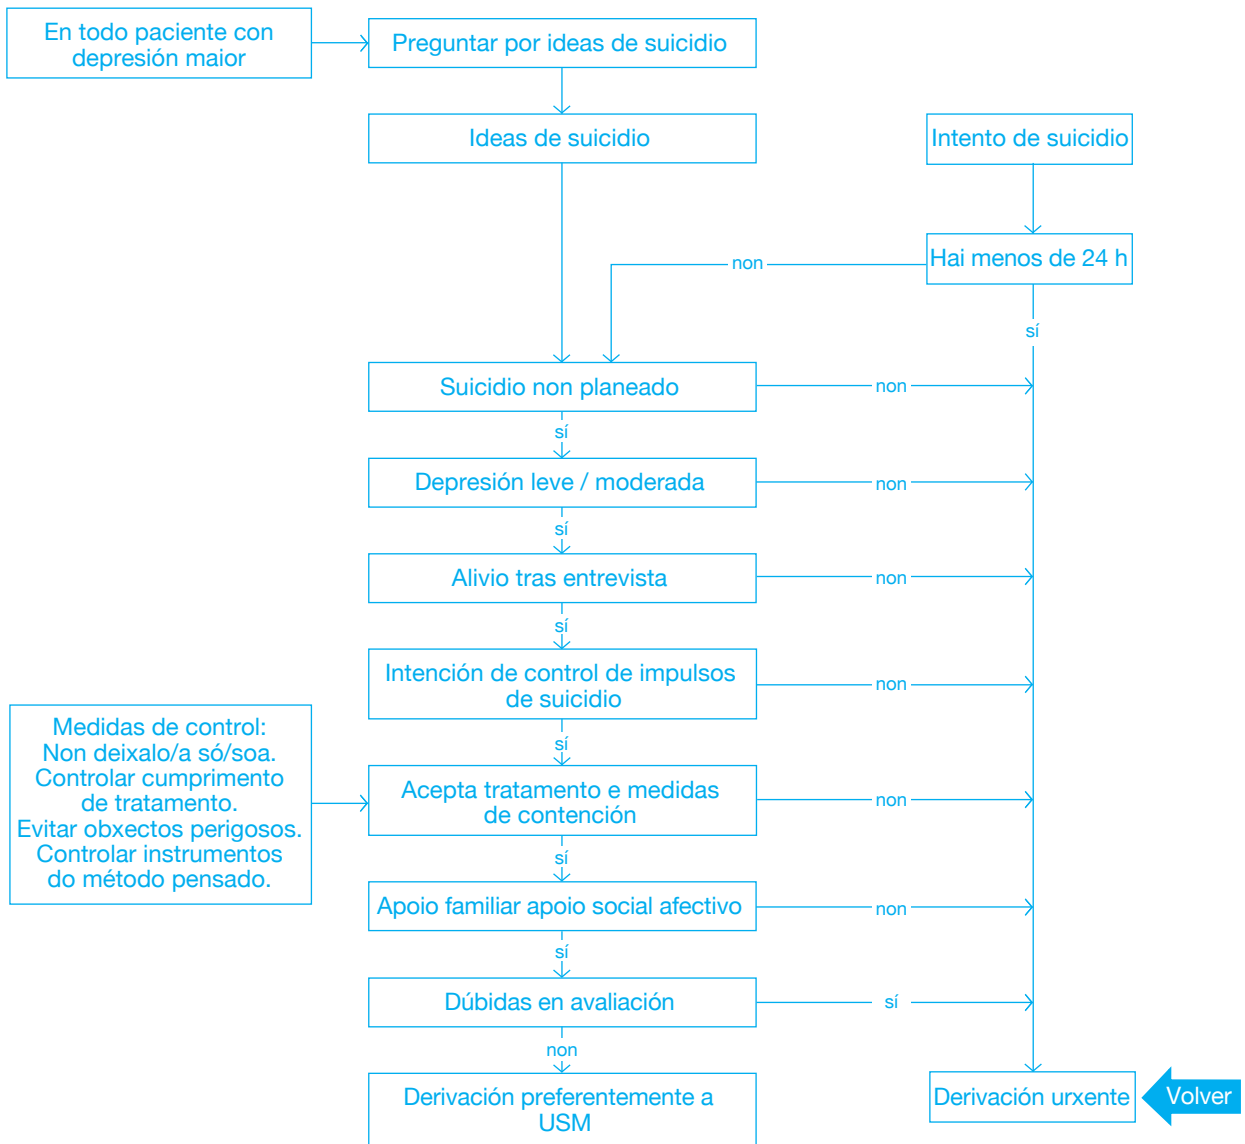 En todo paciente con
depresión maior
Preguntar por ideas de suicidio
Ideas de suicidio
Intento de suicidio
Hai menos de 24 h
non
sí
Suicidio non planeado
non
sí
Depresión leve / moderada
non
sí
Alivio tras entrevista
non
sí
Intención de control de impulsos
de suicidio
non
sí
Medidas de control:
Non deixalo/a só/soa.
Controlar cumprimento
de tratamento.
Evitar obxectos perigosos.
Controlar instrumentos
do método pensado.
Acepta tratamento e medidas
de contención
non
sí
Apoio familiar apoio social afectivo
non
sí
Dúbidas en avaliación
sí
non
Derivación preferentemente a
USM
Derivación urxente
Volver